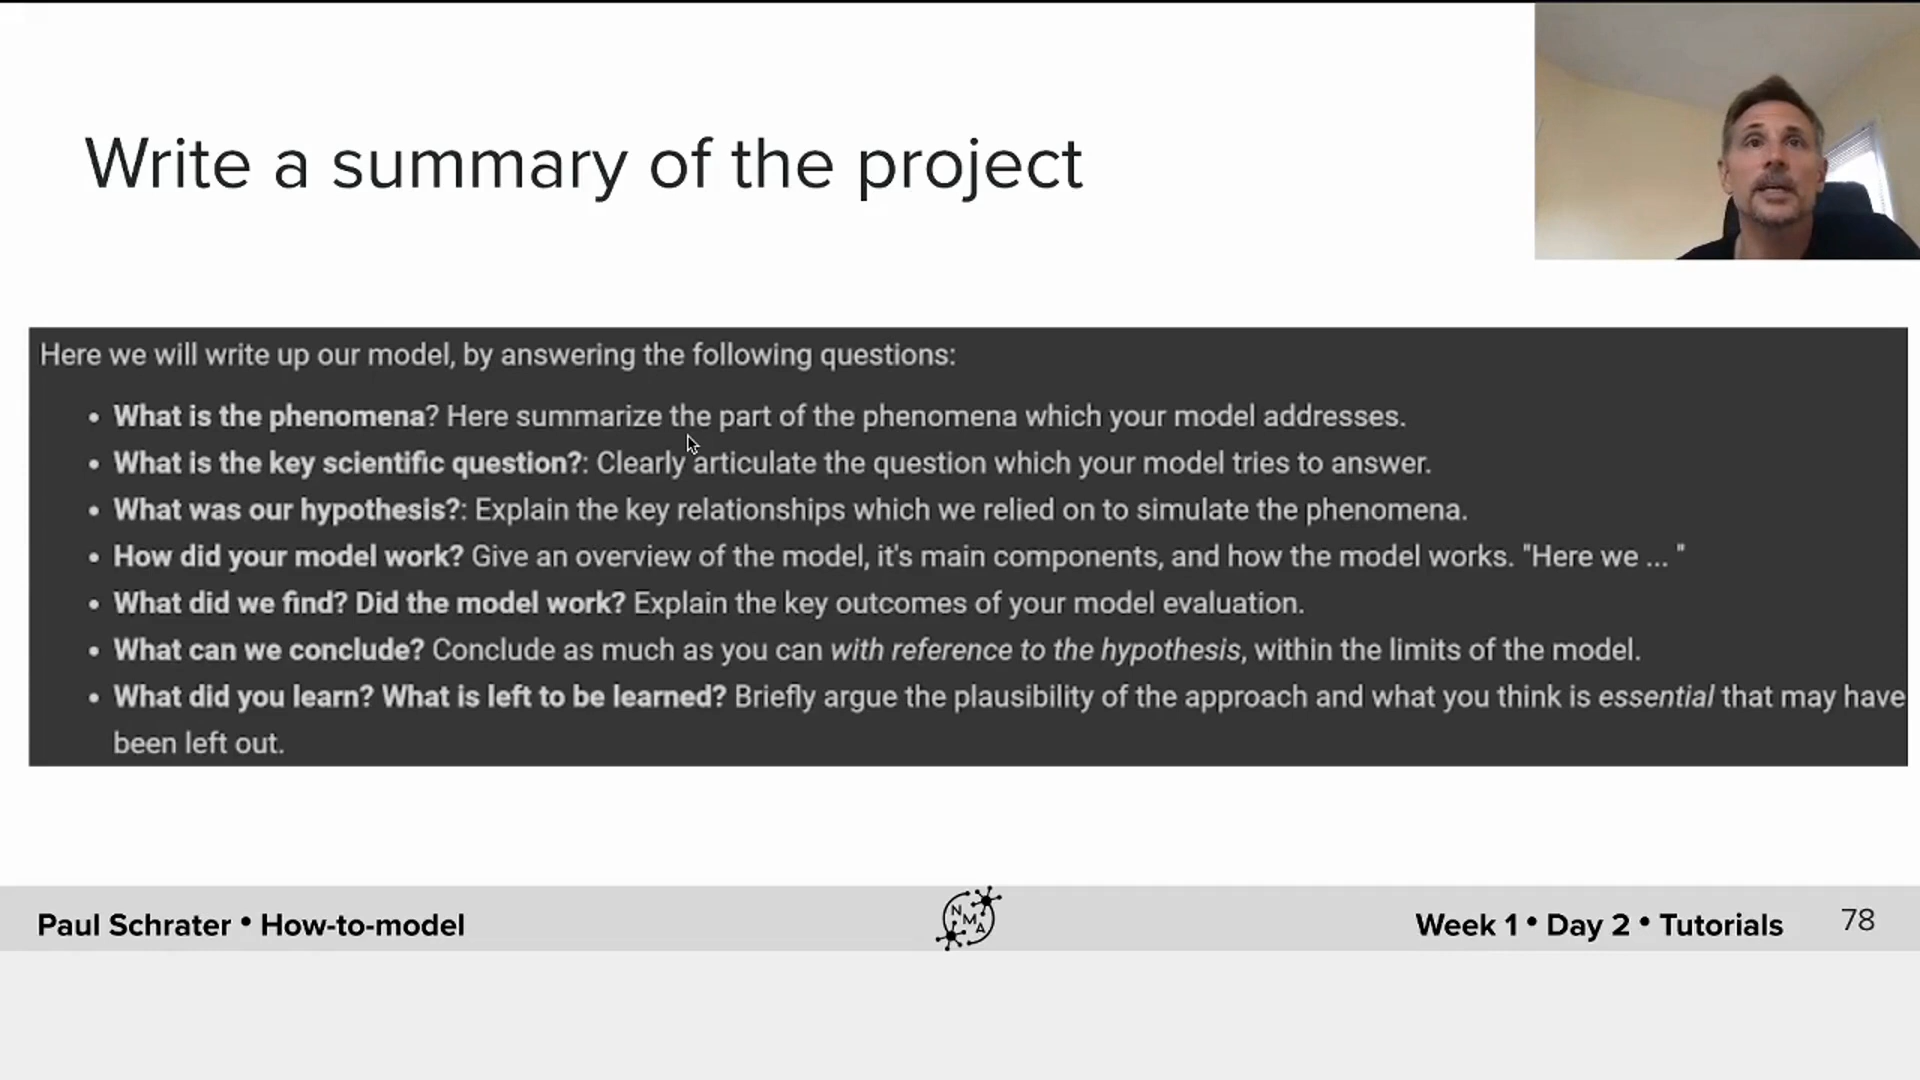 Write a summary of the project
Here we will write up our model, by answering the following questions:
• What is the phenomena? Here summarize the part of the phenomena which your model addresses.
• What is the key scientific question?: Clearly articulate the question which your model tries to answer.
• What was our hypothesis?: Explain the key relationships which we relied on to simulate the phenomena.
• How did your model work? Give an overview of the model, it's main components, and how the model works. "Here we ... "
• What did we find? Did the model work? Explain the key outcomes of your model evaluation.
• What can we conclude? Conclude as much as you can with reference to the hypothesis, within the limits of the model.
• What did you learn? What is left to be learned? Briefly argue the plausibility of the approach and what you think is essential that may have
been left out.
Paul Schrater • How-to-model
NMA
Week 1 • Day 2 • Tutorials
78